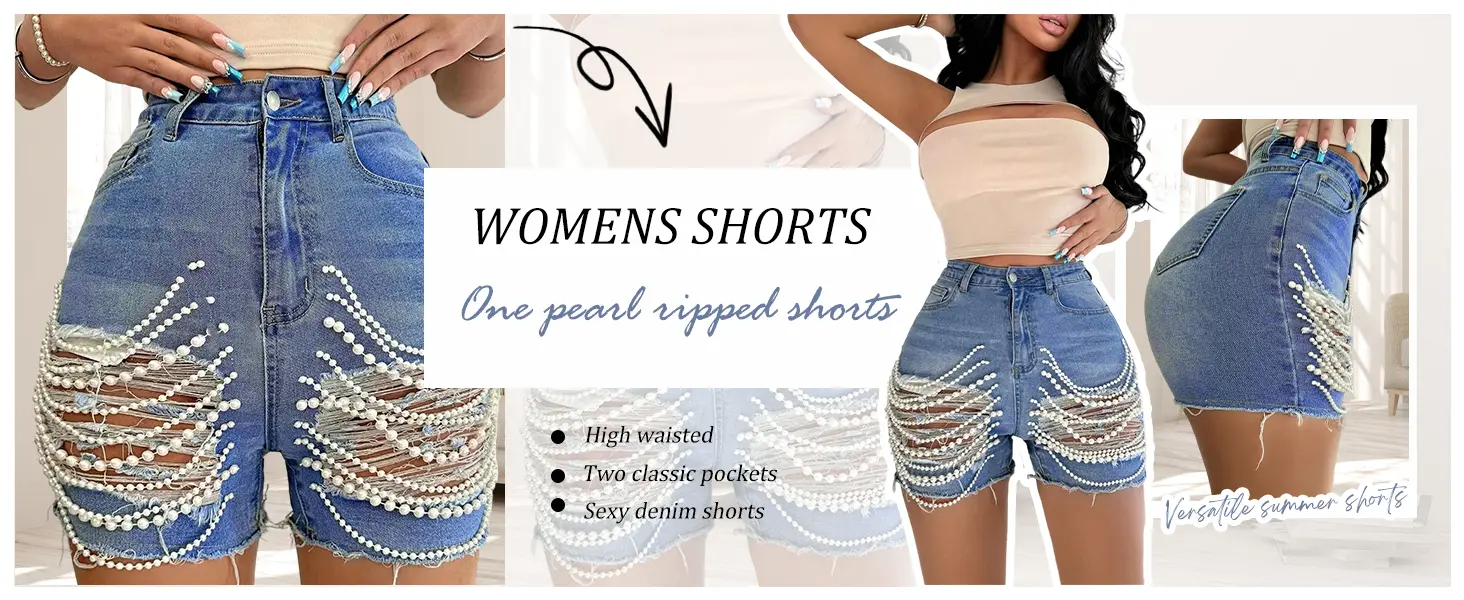 WOMENS SHORTS
One pearl ripped shorts
High waisted
Two classic pockets
Sexy denim shorts
Versatile summer shorts